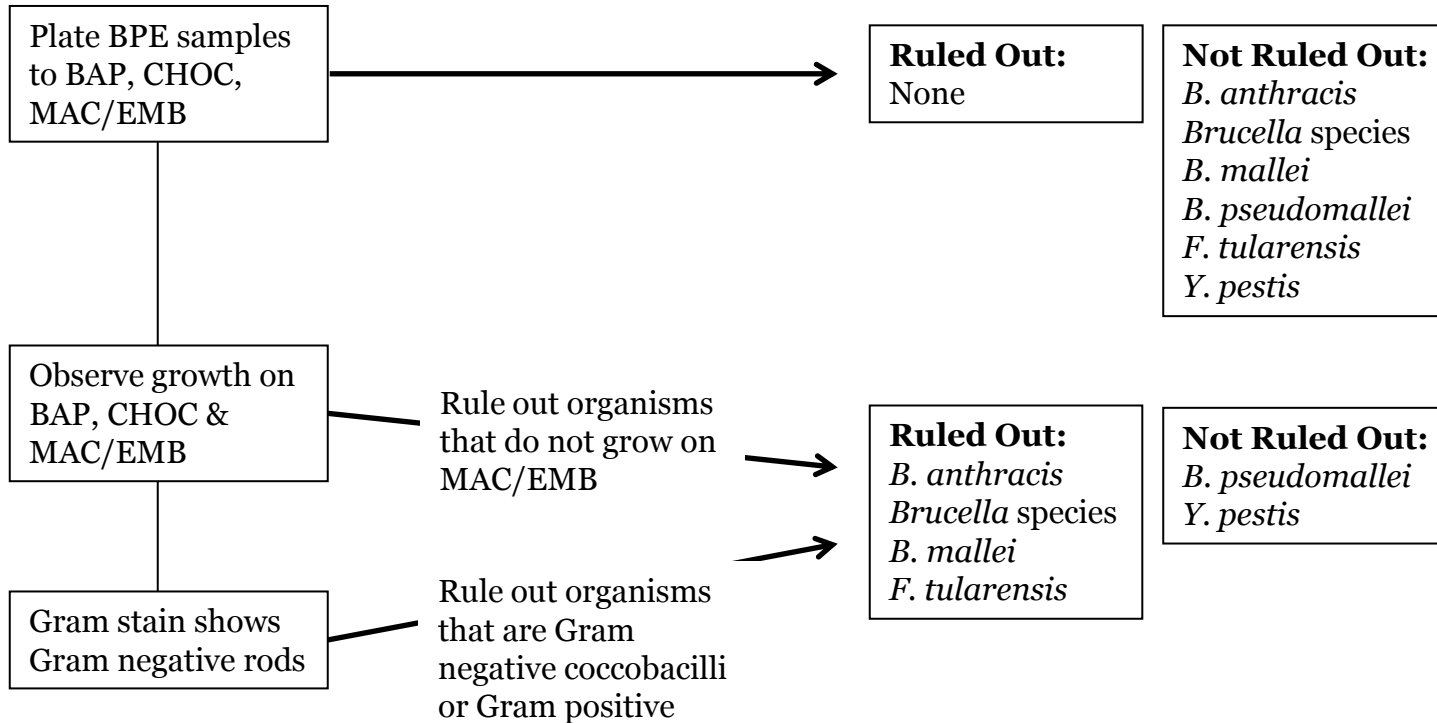 Plate BPE samples
to BAP, CHOC,
MAC/EMB
Ruled Out:
None
Not Ruled Out:
B. anthracis
Brucella species
B. mallei
B. pseudomallei
F. tularensis
Y. pestis
Observe growth on
BAP, CHOC &
MAC/EMB
Rule out organisms
that do not grow on
MAC/EMB
Ruled Out:
B. anthracis
Brucella species
B. mallei
F. tularensis
Not Ruled Out:
B. pseudomallei
Y. pestis
Gram stain shows
Gram negative rods
Rule out organisms
that are Gram
negative coccobacilli
or Gram positive